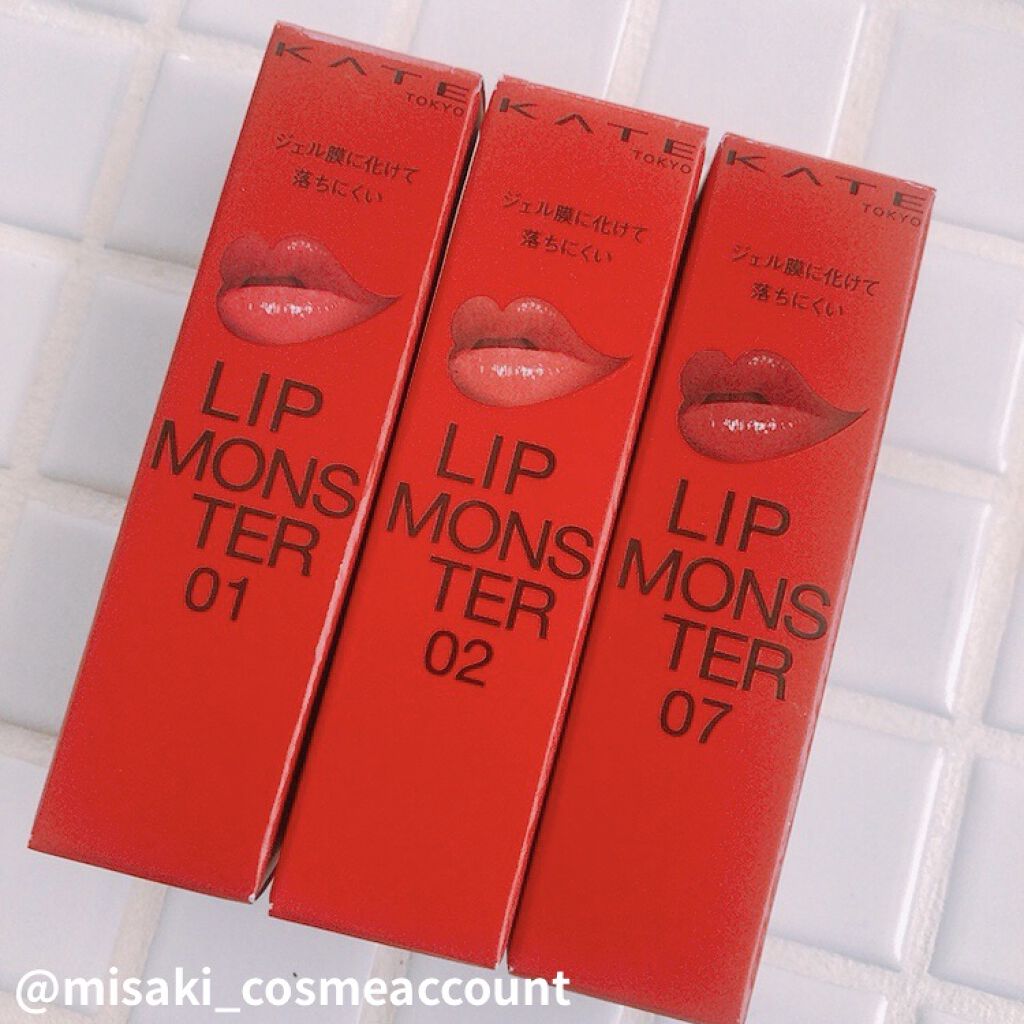 KATE
TOKYO
ジェル膜に化けて
落ちにくい
LIP
MONS
TER
01
KATE
TOKYO
ジェル膜に化けて
落ちにくい
LIP
MONS
TER
02
KATE
TOKYO
ジェル膜に化けて
落ちにくい
LIP
MONS
TER
07
@misaki_cosmeaccount